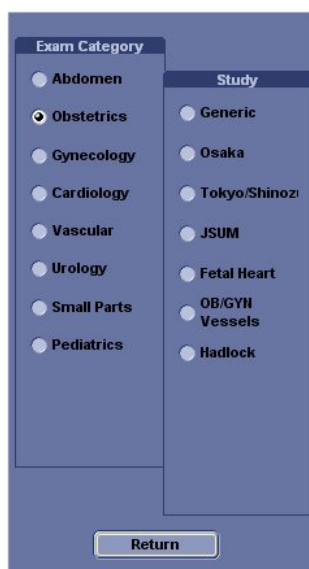 Exam Category
Abdomen
Obstetrics
Gynecology
Cardiology
Vascular
Urology
Small Parts
Pediatrics
Study
Generic
Osaka
Tokyo/Shinozu
JSUM
Fetal Heart
OB/GYN
Vessels
Hadlock
Return